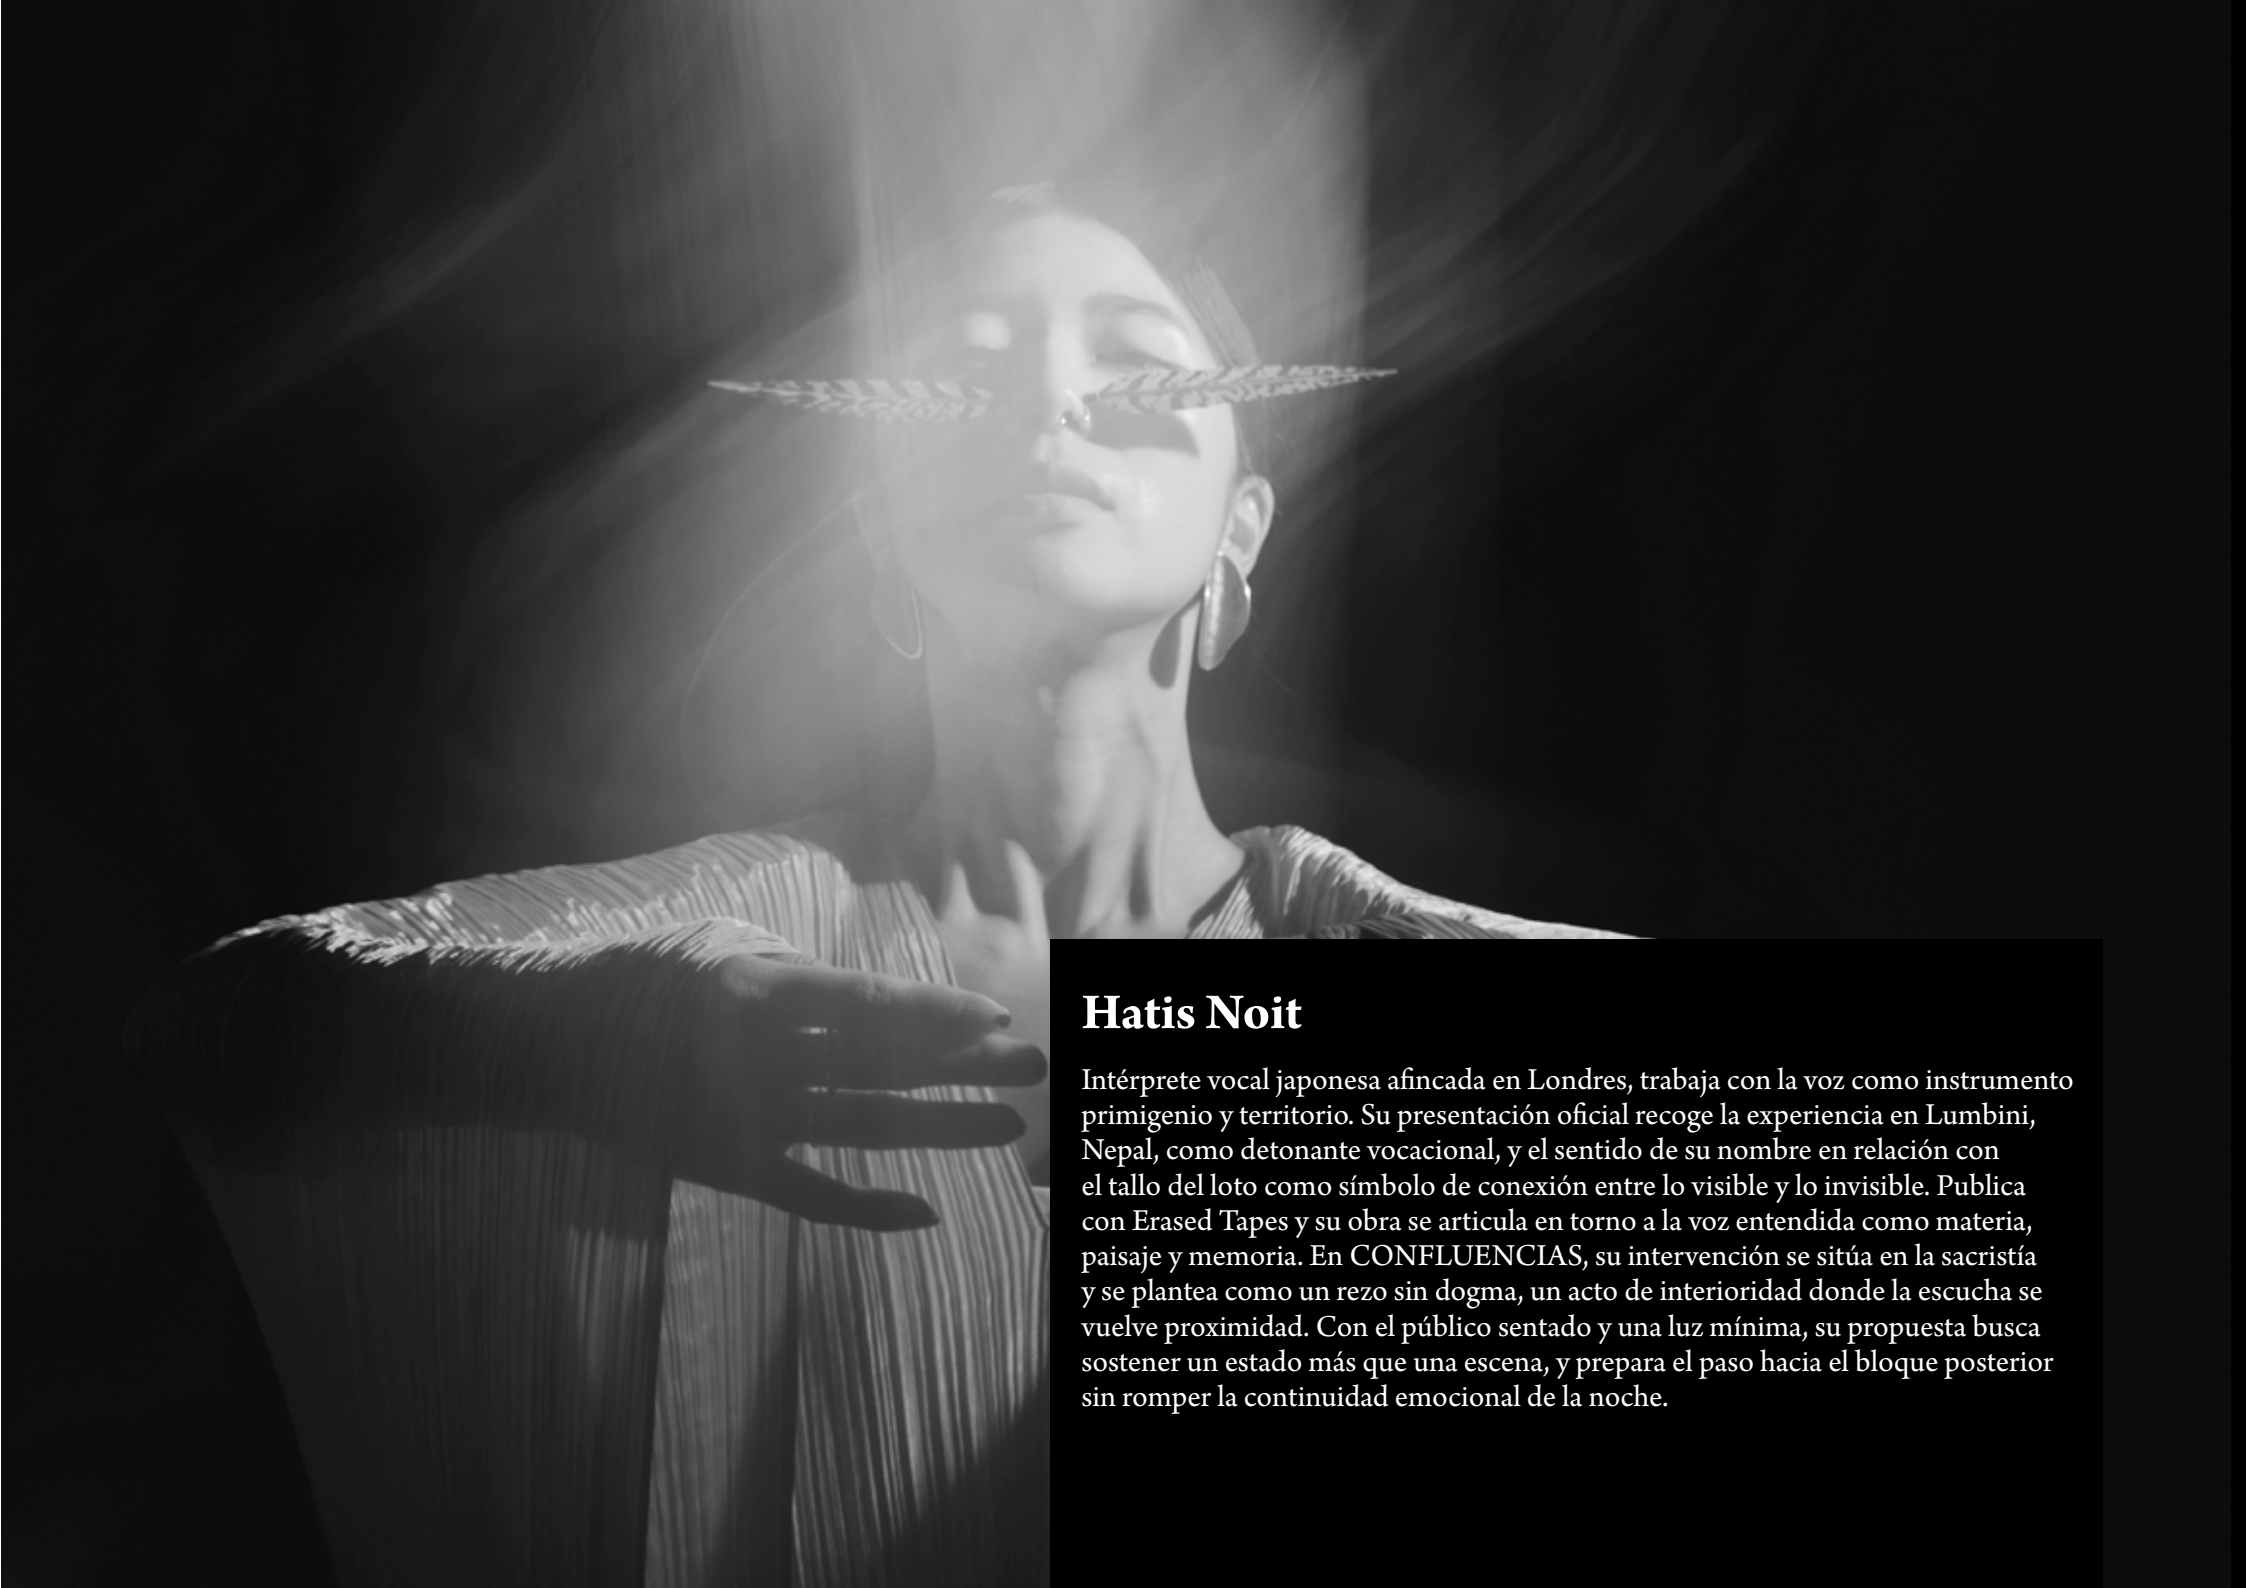 Hatis Noit
Intérprete vocal japonesa afincada en Londres, trabaja con la voz como instrumento
primigenio y territorio. Su presentación oficial recoge la experiencia en Lumbini,
Nepal, como detonante vocacional, y el sentido de su nombre en relación con
el tallo del loto como símbolo de conexión entre lo visible y lo invisible. Publica
con Erased Tapes y su obra se articula en torno a la voz entendida como materia,
paisaje y memoria. En CONFLUENCIAS, su intervención se sitúa en la sacristía
y se plantea como un rezo sin dogma, un acto de interioridad donde la escucha se
vuelve proximidad. Con el público sentado y una luz mínima, su propuesta busca
sostener un estado más que una escena, y prepara el paso hacia el bloque posterior
sin romper la continuidad emocional de la noche.